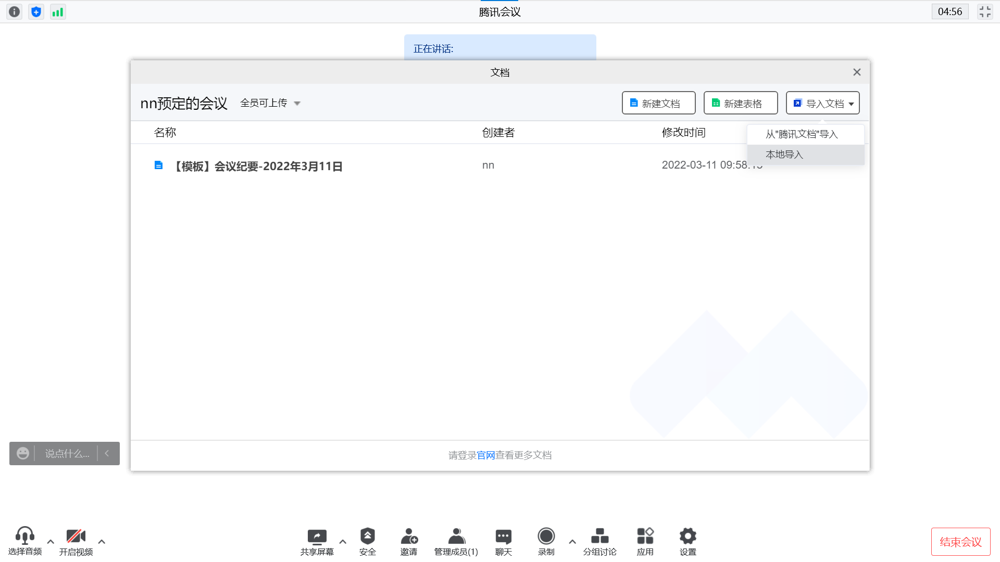 腾讯会议
04:56
正在讲话:
文档
nn预定的会议
全员可上传
新建文档
新建表格
导入文档
名称
创建者
修改时间
从"腾讯文档"导入
本地导入
【模板】会议纪要-2022年3月11日
nn
2022-03-11 09:58:
说点什么...
请登录官网查看更多文档
选择音频
开启视频
共享屏幕
安全
邀请
管理成员(1)
聊天
录制
分组讨论
应用
设置
结束会议